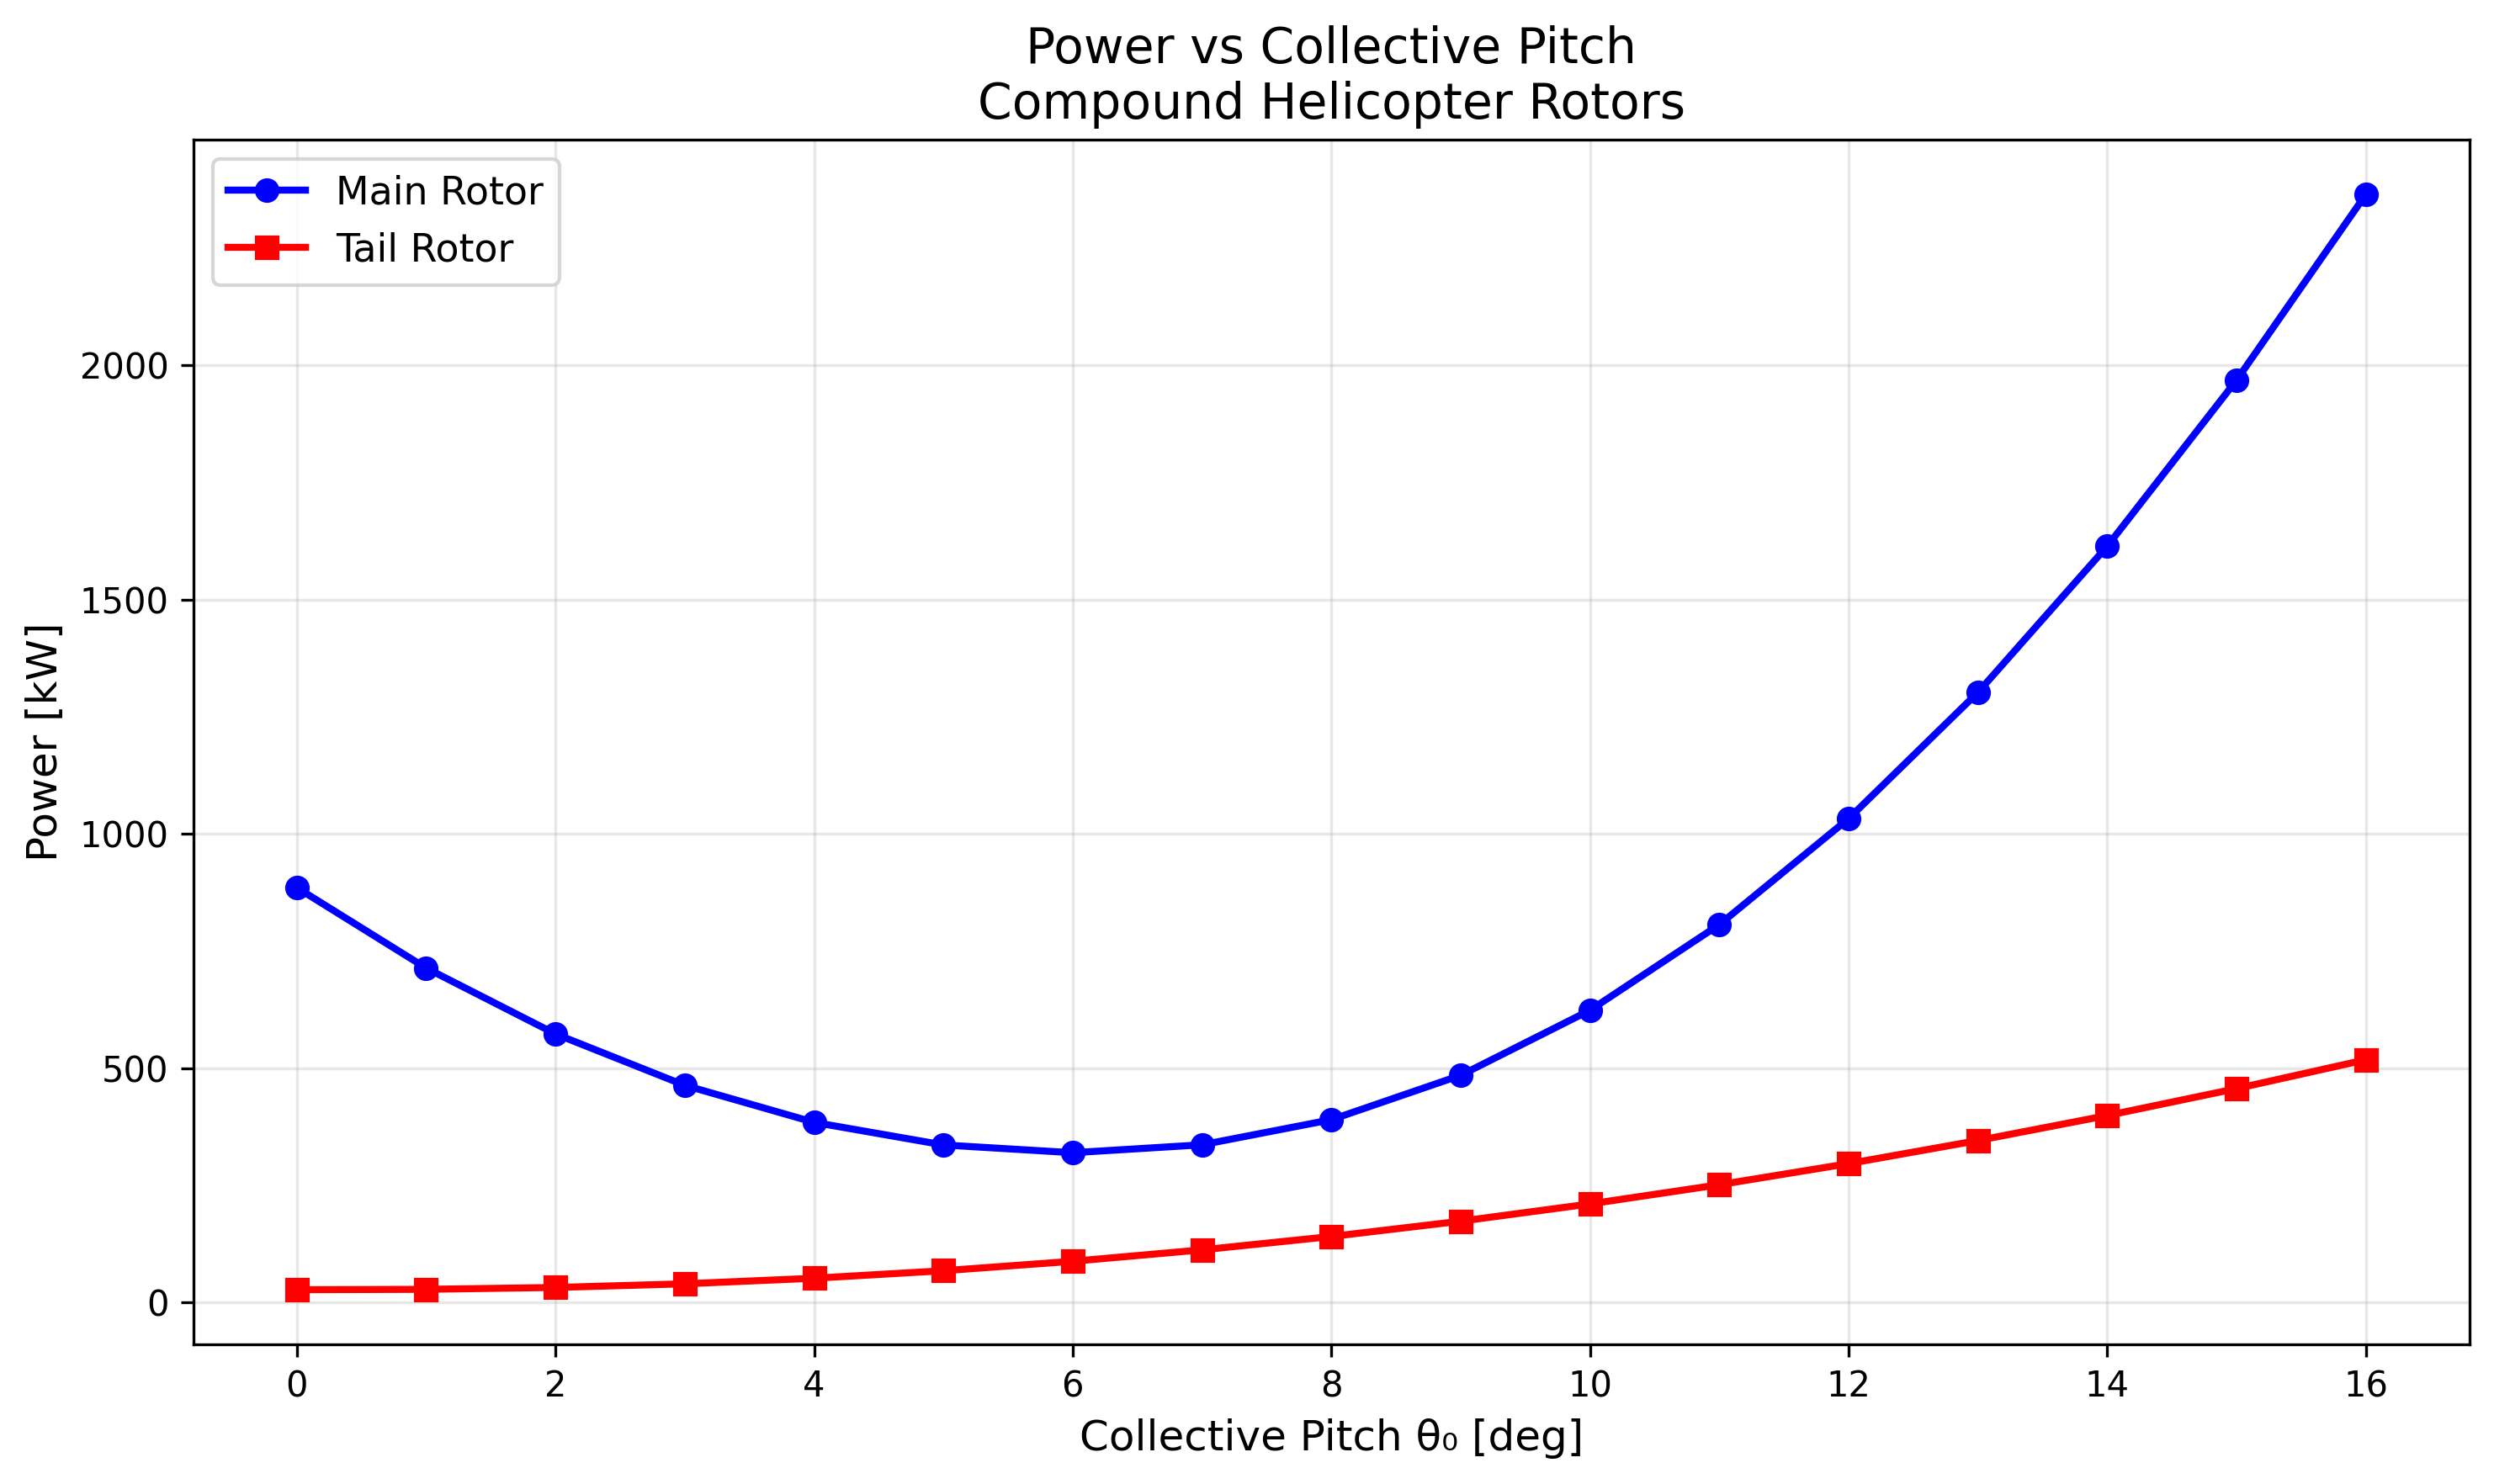 Power vs Collective Pitch
Compound Helicopter Rotors
Main Rotor
Tail Rotor
Power [kW]
2000
1500
1000
500
0
0 2 4 6 8 10 12 14 16
Collective Pitch θ₀ [deg]